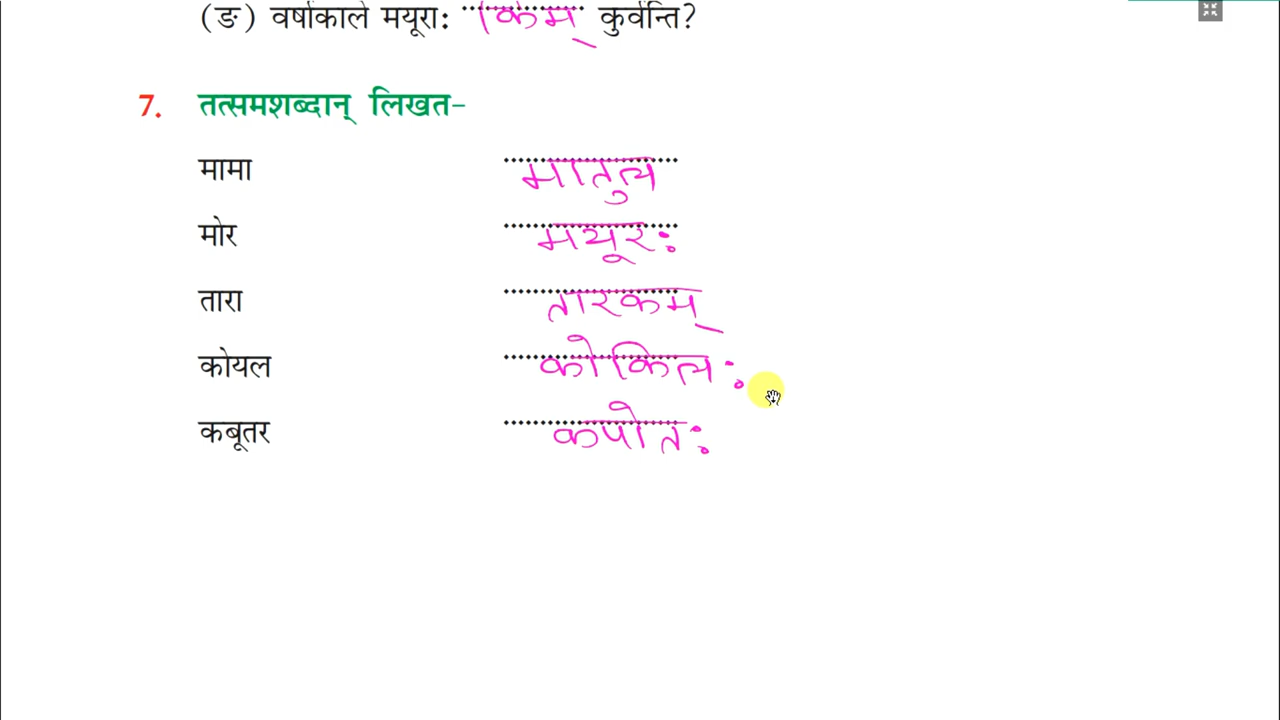 (ङ) वर्षाकाले मयूराः किम् कुर्वन्ति?
7. तत्समशब्दान् लिखत-
मामा मातुल
मोर मयूरः
तारा तारकम्
कोयल कोकिलः
कबूतर कपोतः